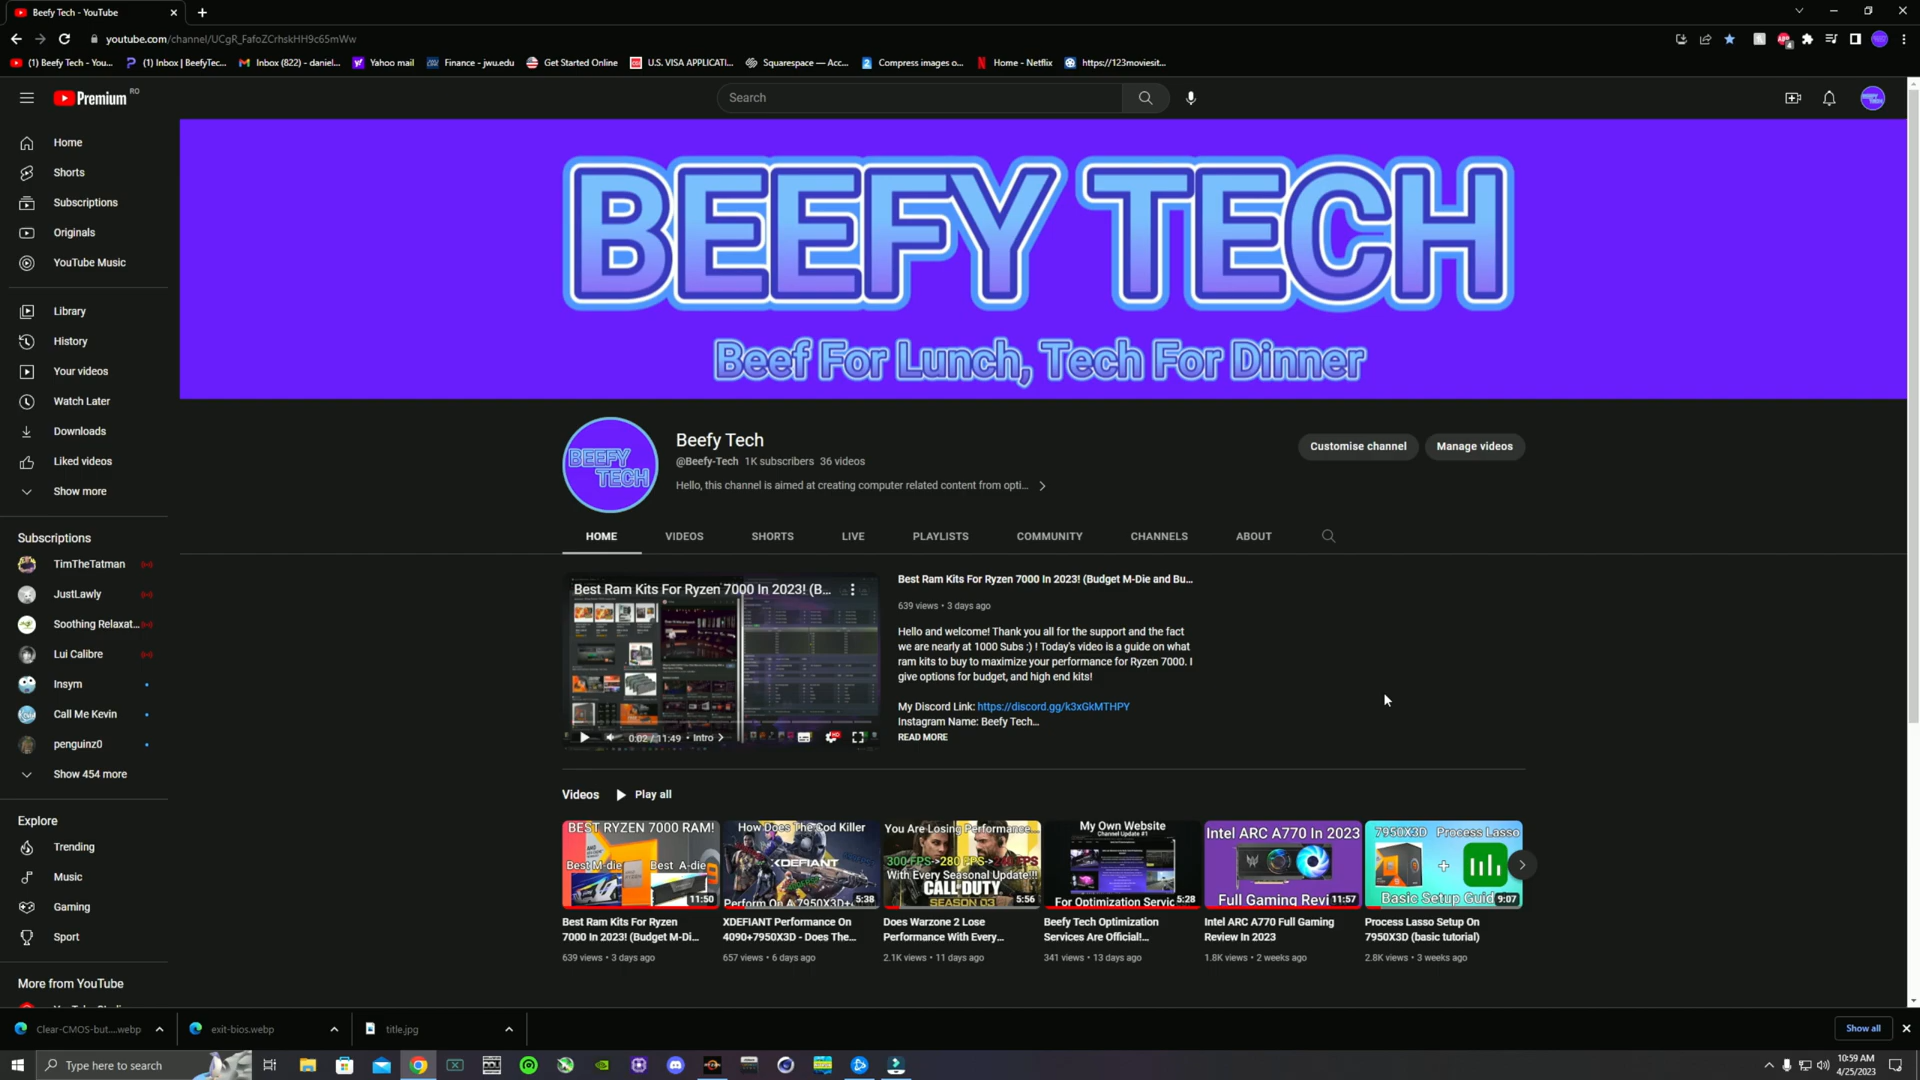 Beefy Tech - YouTube
youtube.com/channel/UCgR_FafoZCrhskHH9c65mWw
(1) Beefy Tech - You...
(1) Inbox | BeefyTec...
Inbox (822) - daniel...
Yahoo mail
Finance - jwu.edu
Get Started Online
U.S. VISA APPLICATI...
Squarespace — Acc...
Compress images o...
Home - Netflix
https://123moviesit...
Premium RO
Search
Home
Shorts
Subscriptions
Originals
YouTube Music
Library
History
Your videos
Watch Later
Downloads
Liked videos
Show more
Subscriptions
TimTheTatman
JustLawly
Soothing Relaxat...
Lui Calibre
Insym
Call Me Kevin
penguinz0
Show 454 more
Explore
Trending
Music
Gaming
Sport
More from YouTube
BEEFY TECH
Beef For Lunch, Tech For Dinner
BEEFY
TECH
Beefy Tech
@Beefy-Tech 1K subscribers 36 videos
Hello, this channel is aimed at creating computer related content from opti...
Customise channel
Manage videos
HOME
VIDEOS
SHORTS
LIVE
PLAYLISTS
COMMUNITY
CHANNELS
ABOUT
Best Ram Kits For Ryzen 7000 In 2023! (B...
0:02 / 11:49 • Intro
Best Ram Kits For Ryzen 7000 In 2023! (Budget M-Die and Bu...
639 views • 3 days ago
Hello and welcome! Thank you all for the support and the fact
we are nearly at 1000 Subs :) ! Today's video is a guide on what
ram kits to buy to maximize your performance for Ryzen 7000. I
give options for budget, and high end kits!
My Discord Link: https://discord.gg/k3xGkMTHPY
Instagram Name: Beefy Tech...
READ MORE
Videos
Play all
BEST RYZEN 7000 RAM!
Best M-die Best A-die
11:50
Best Ram Kits For Ryzen
7000 In 2023! (Budget M-Di...
639 views • 3 days ago
How Does The Cod Killer
XDEFIANT
Perform On A 7950X3D+
5:38
XDEFIANT Performance On
4090+7950X3D - Does The...
657 views • 6 days ago
You Are Losing Performance...
300 FPS->280 FPS->
With Every Seasonal Update!!!
CALL DUTY
SEASON 03
5:56
Does Warzone 2 Lose
Performance With Every...
2.1K views • 11 days ago
My Own Website
Channel Update #1
For Optimization Servic
5:28
Beefy Tech Optimization
Services Are Official!...
341 views • 13 days ago
Intel ARC A770 In 2023
Full Gaming Revi
11:57
Intel ARC A770 Full Gaming
Review In 2023
1.8K views • 2 weeks ago
7950X3D Process Lasso
+
Basic Setup Guid
9:07
Process Lasso Setup On
7950X3D (basic tutorial)
2.8K views • 3 weeks ago
Clear-CMOS-but....webp
exit-bios.webp
title.jpg
Show all
Type here to search
10:59 AM
4/25/2023